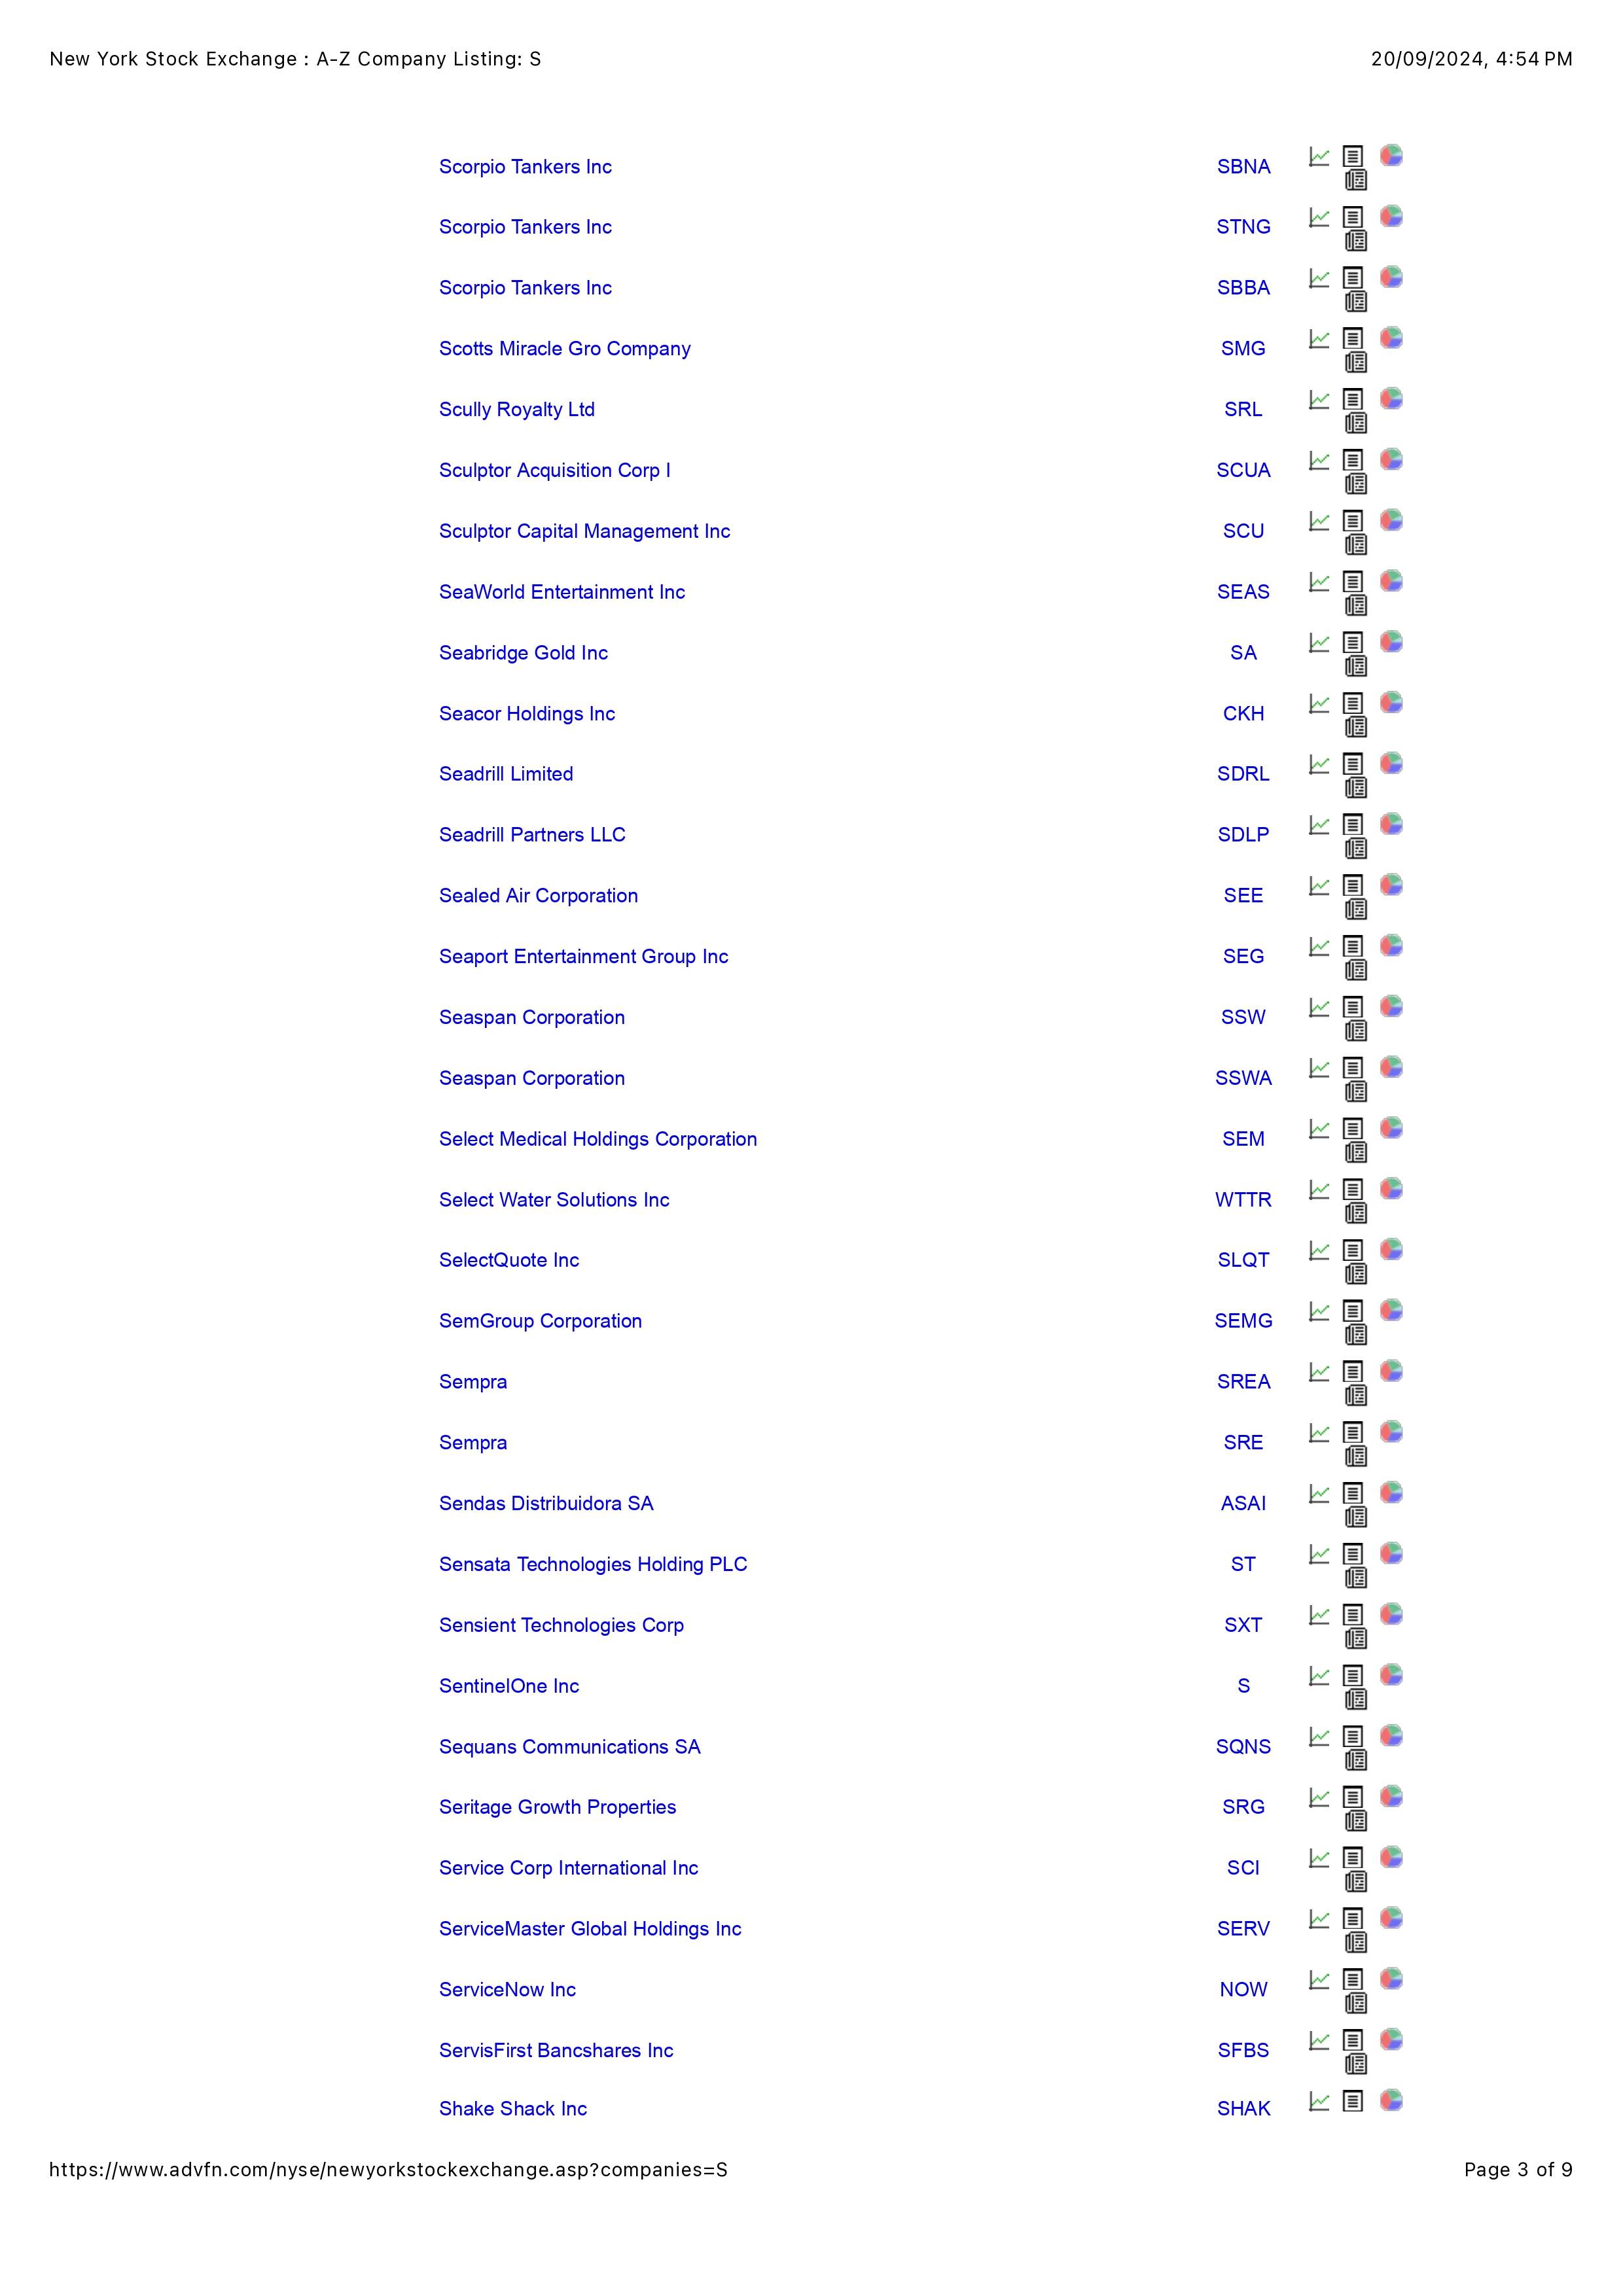 New York Stock Exchange : A-Z Company Listing: S 20/09/2024, 4:54 PM
Scorpio Tankers Inc SBNA
Scorpio Tankers Inc STNG
Scorpio Tankers Inc SBBA
Scotts Miracle Gro Company SMG
Scully Royalty Ltd SRL
Sculptor Acquisition Corp I SCUA
Sculptor Capital Management Inc SCU
SeaWorld Entertainment Inc SEAS
Seabridge Gold Inc SA
Seacor Holdings Inc CKH
Seadrill Limited SDRL
Seadrill Partners LLC SDLP
Sealed Air Corporation SEE
Seaport Entertainment Group Inc SEG
Seaspan Corporation SSW
Seaspan Corporation SSWA
Select Medical Holdings Corporation SEM
Select Water Solutions Inc WTTR
SelectQuote Inc SLQT
SemGroup Corporation SEMG
Sempra SREA
Sempra SRE
Sendas Distribuidora SA ASAI
Sensata Technologies Holding PLC ST
Sensient Technologies Corp SXT
SentinelOne Inc S
Sequans Communications SA SQNS
Seritage Growth Properties SRG
Service Corp International Inc SCI
ServiceMaster Global Holdings Inc SERV
ServiceNow Inc NOW
ServisFirst Bancshares Inc SFBS
Shake Shack Inc SHAK
https://www.advfn.com/nyse/newyorkstockexchange.asp?companies=S Page 3 of 9